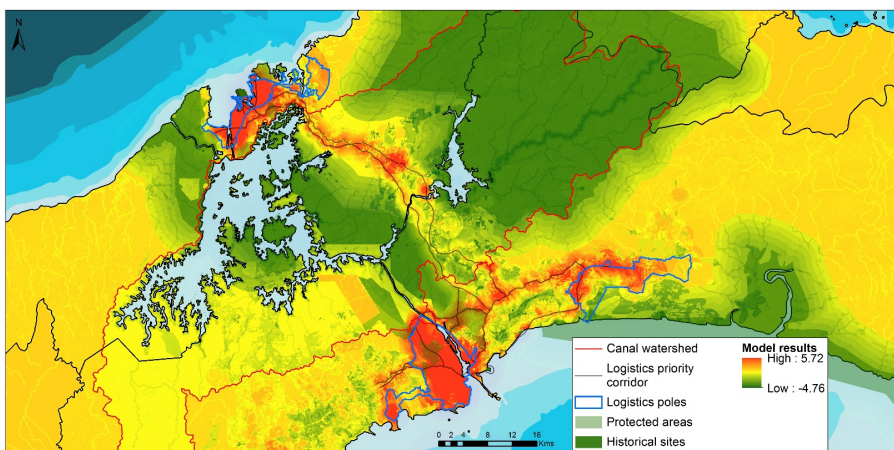 N
Canal watershed
Logistics priority
corridor
Logistics poles
Protected areas
Historical sites
Model results
High : 5.72
Low : -4.76
0 2 4 8 12 16
Kms